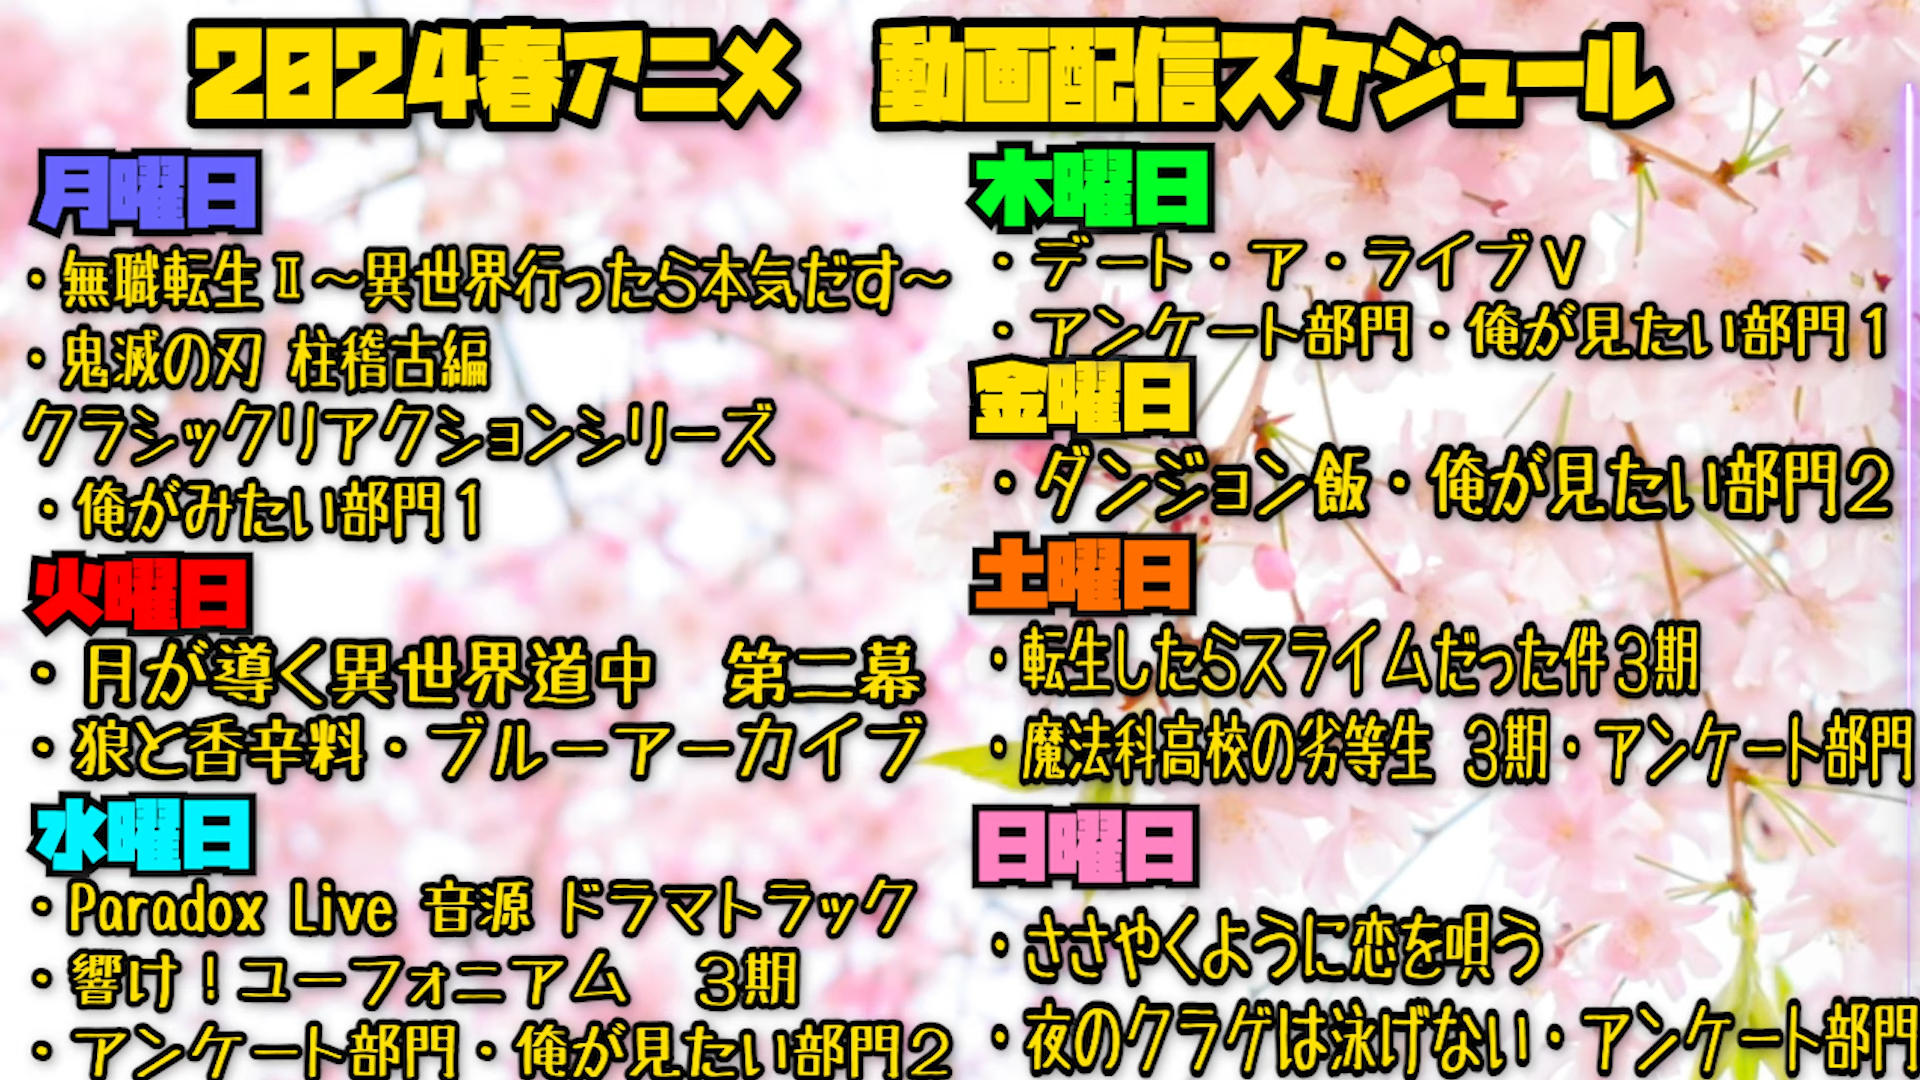 2024春アニメ　動画配信スケジュール
月曜日
・無職転生Ⅱ～異世界行ったら本気だす～
・鬼滅の刃 柱稽古編
クラシックリアクションシリーズ
・俺がみたい部門１
火曜日
・月が導く異世界道中　第二幕
・狼と香辛料・ブルーアーカイブ
水曜日
・Paradox Live 音源 ドラマトラック
・響け！ユーフォニアム　３期
・アンケート部門・俺が見たい部門２
木曜日
・デート・ア・ライブⅤ
・アンケート部門・俺が見たい部門１
金曜日
・ダンジョン飯・俺が見たい部門２
土曜日
・転生したらスライムだった件３期
・魔法科高校の劣等生 ３期・アンケート部門
日曜日
・ささやくように恋を唄う
・夜のクラゲは泳げない・アンケート部門